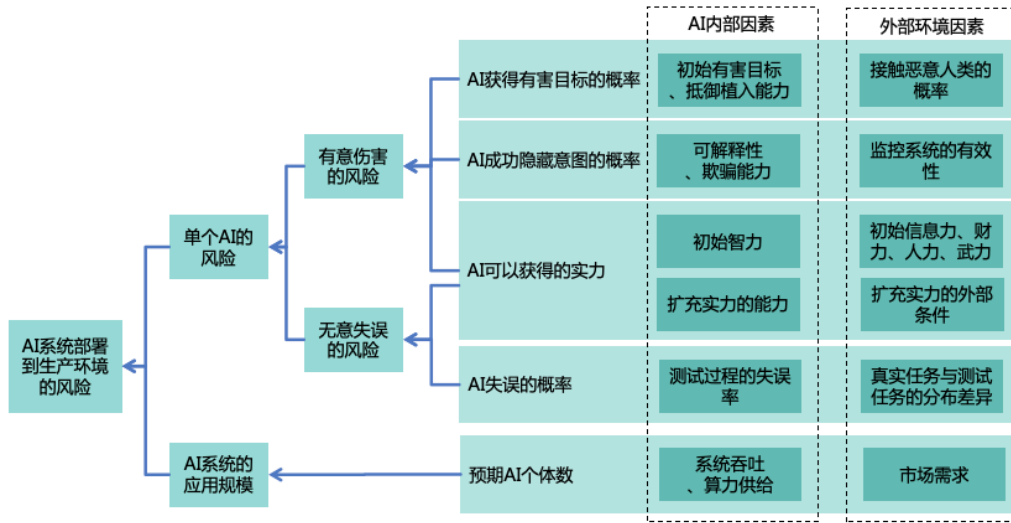 AI内部因素
外部环境因素
AI获得有害目标的概率
初始有害目标
、抵御植入能力
接触恶意人类的
概率
有意伤害
的风险
AI成功隐藏意图的概率
可解释性
、欺骗能力
监控系统的有效
性
单个AI的
风险
AI可以获得的实力
初始智力
初始信息力、财
力、人力、武力
扩充实力的能力
扩充实力的外部
条件
无意失误
的风险
AI系统部署
到生产环境
的风险
AI失误的概率
测试过程的失误
率
真实任务与测试
任务的分布差异
AI系统的
应用规模
预期AI个体数
系统吞吐
、算力供给
市场需求